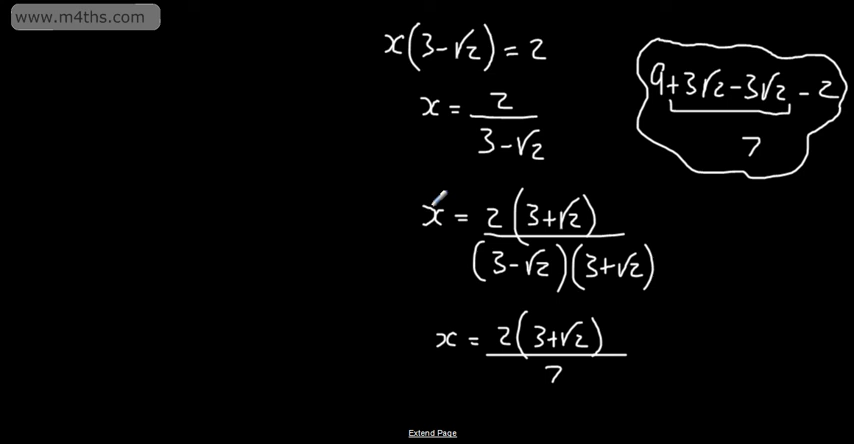 www.m4ths.com
x(3-√2) = 2
x = 2/(3-√2)
9+3√2-3√2-2
7
x = 2(3+√2)/(3-√2)(3+√2)
x = 2(3+√2)/7
Extend Page